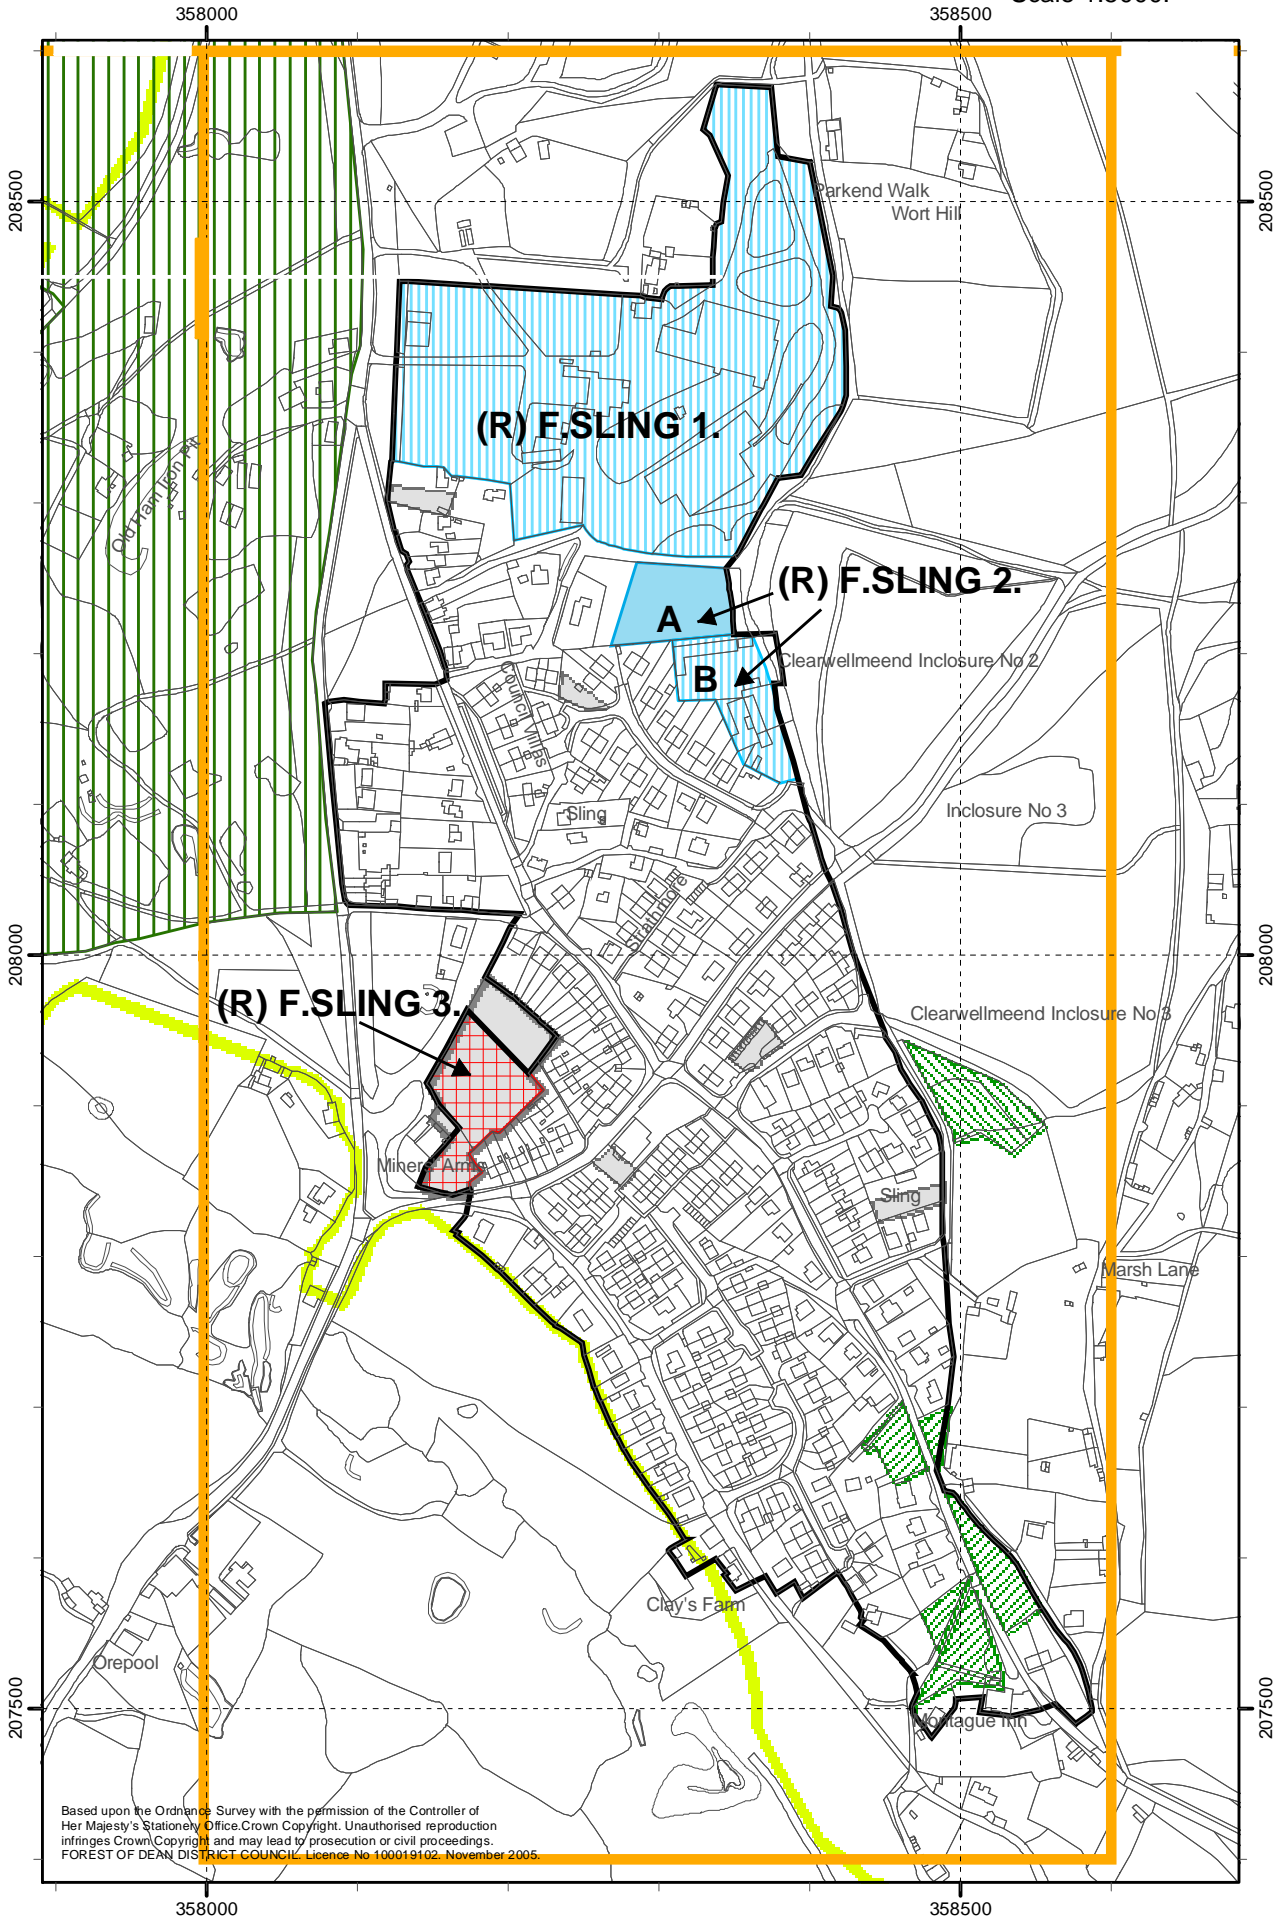 358000
358500
208500
208500
Parkend Walk
Wort Hill
(R) F.SLING 1.
Old Ham Iron Pit
(R) F.SLING 2.
A
B
Clearwellmeend Inclosure No 2
Council Villas
Sling
Inclosure No 3
Strathmore
208000
208000
(R) F.SLING 3.
Clearwellmeend Inclosure No 3
Miners' Arms
Sling
Marsh Lane
Clay's Farm
Orepool
207500
207500
Montague Inn
Based upon the Ordnance Survey with the permission of the Controller of
Her Majesty's Stationery Office.Crown Copyright. Unauthorised reproduction
infringes Crown Copyright and may lead to prosecution or civil proceedings.
FOREST OF DEAN DISTRICT COUNCIL. Licence No 100019102. November 2005.
358000
358500